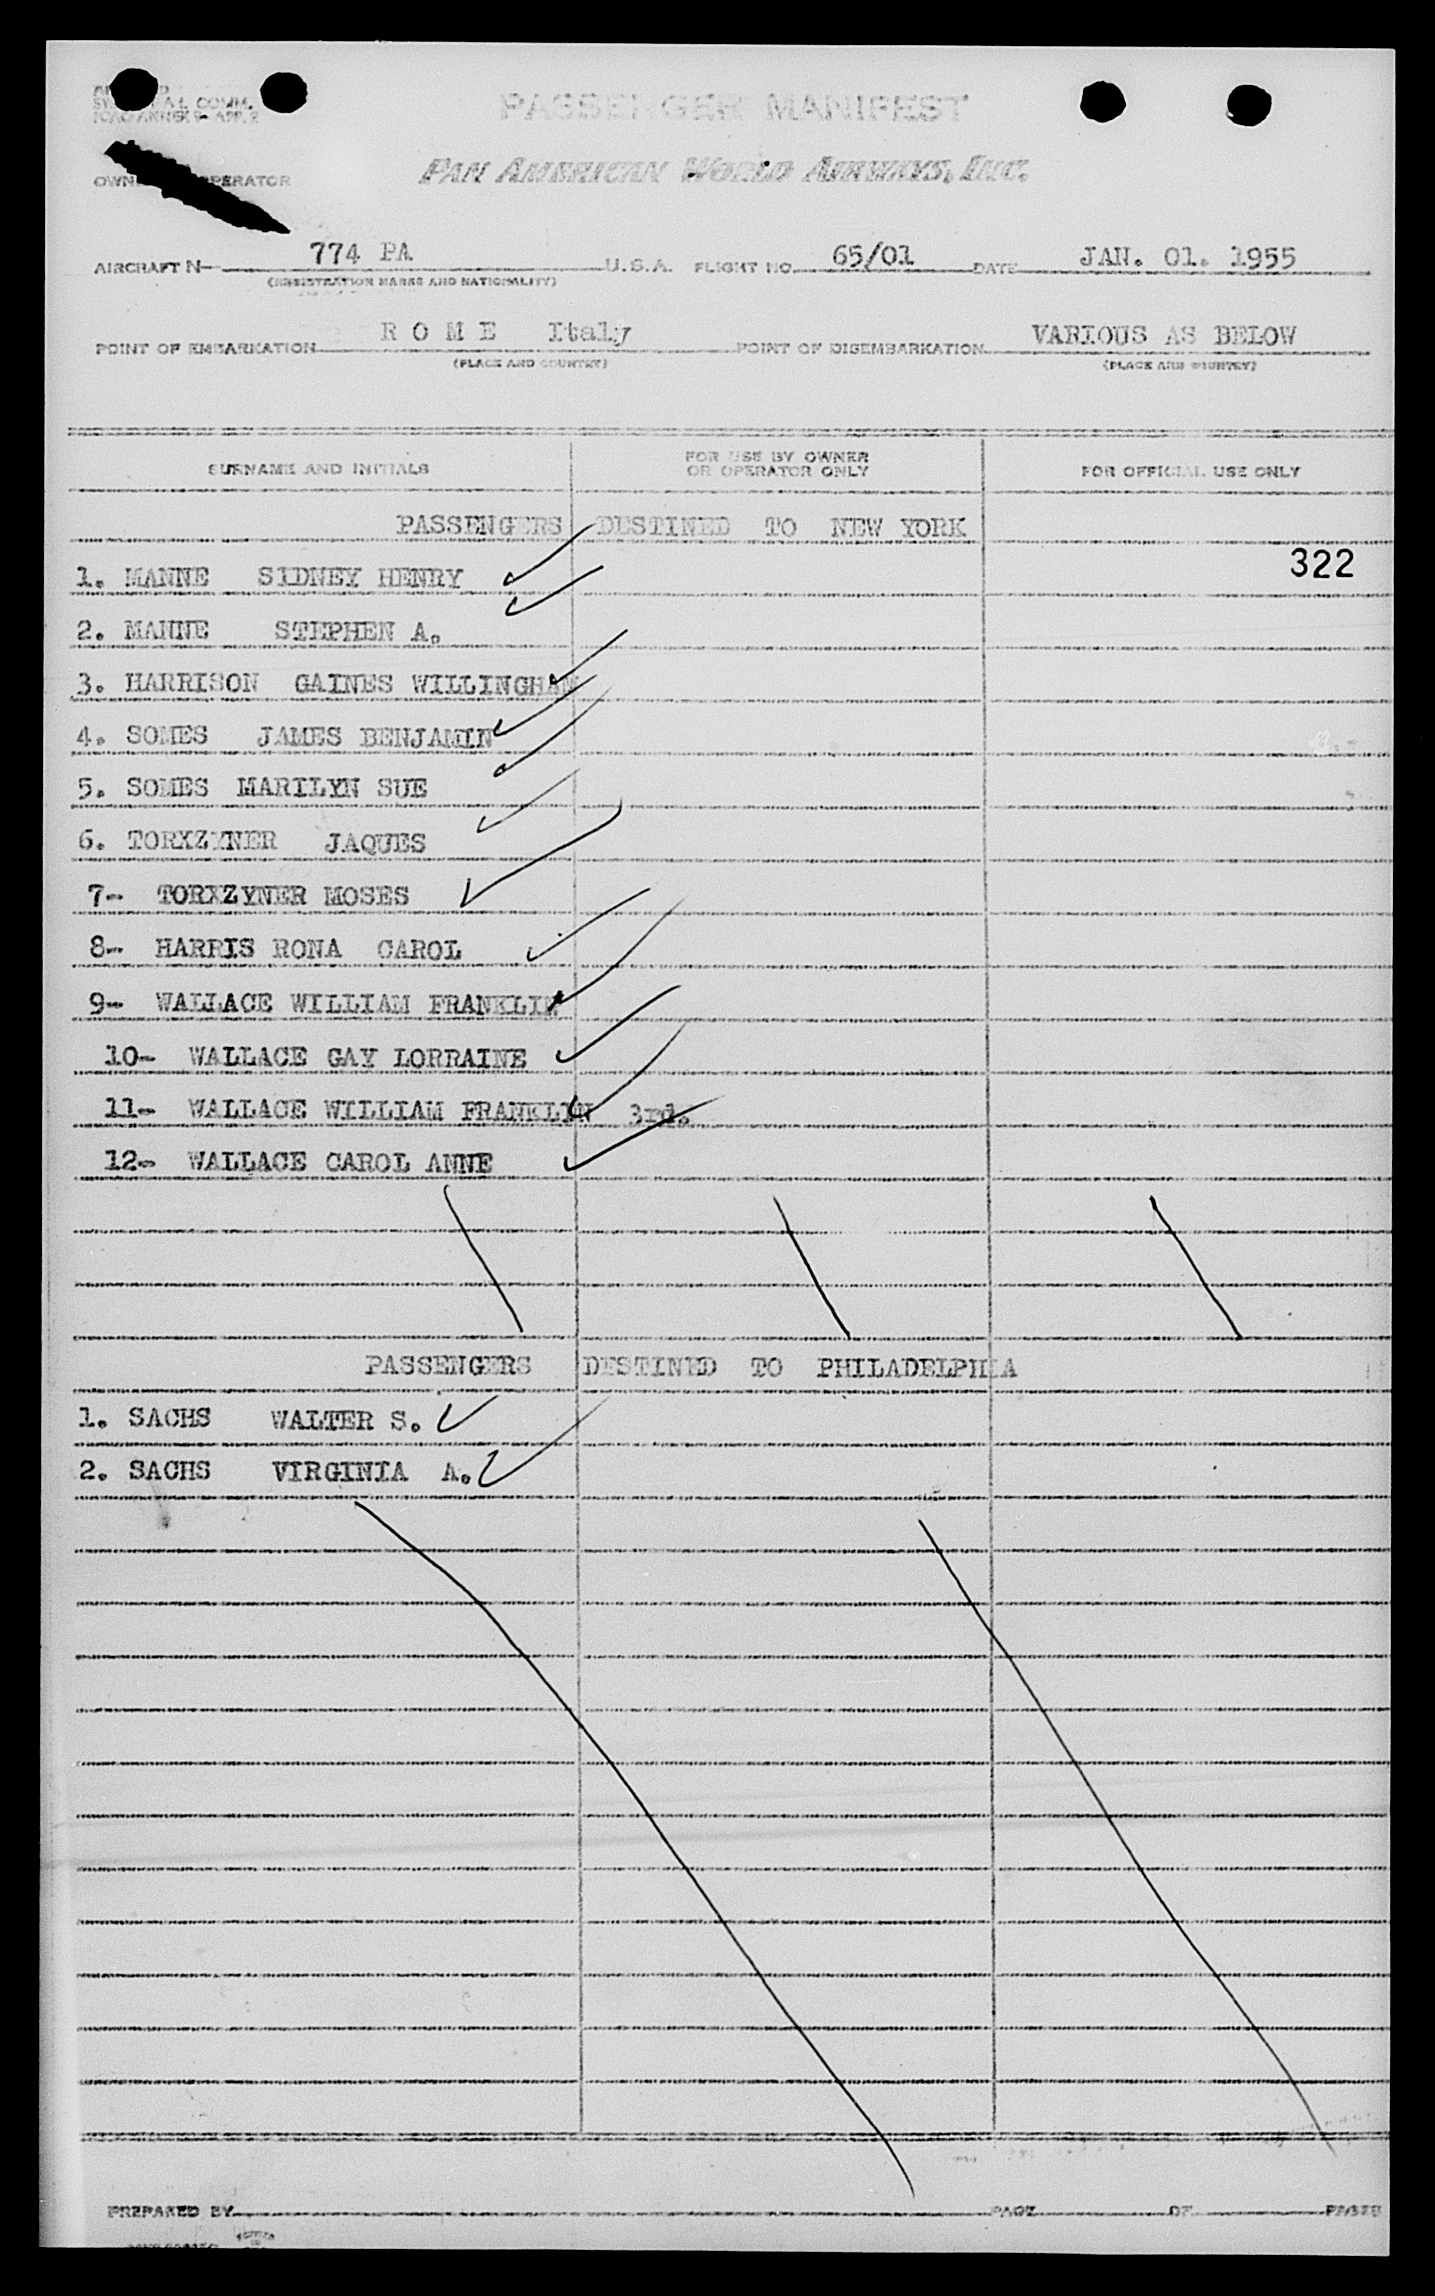 PASSENGER MANIFEST
PAN AMERICAN WORLD AIRWAYS, INC.
AIRCRAFT N 774 PA U.S.A. FLIGHT NO. 65/01 DATE JAN. 01. 1955
(REGISTRATION MARKS AND NATIONALITY)
POINT OF EMBARKATION R O M E Italy POINT OF DISEMBARKATION VARIOUS AS BELOW
(PLACE AND COUNTRY) (PLACE AND COUNTRY)
SURNAME AND INITIALS FOR USE BY OWNER OR OPERATOR ONLY FOR OFFICIAL USE ONLY
PASSENGERS DESTINED TO NEW YORK
322
1. MANNE SIDNEY HENRY
2. MANNE STEPHEN A.
3. HARRISON GAINES WILLINGHAM
4. SOMES JAMES BENJAMIN
5. SOMES MARILYN SUE
6. TORXZYNER JAQUES
7- TORXZYNER MOSES
8- HARRIS RONA CAROL
9- WALLACE WILLIAM FRANKLIN
10- WALLACE GAY LORRAINE
11- WALLACE WILLIAM FRANKLIN 3rd.
12- WALLACE CAROL ANNE
PASSENGERS DESTINED TO PHILADELPHIA
1. SACHS WALTER S.
2. SACHS VIRGINIA A.
PREPARED BY PAGE OF PAGES